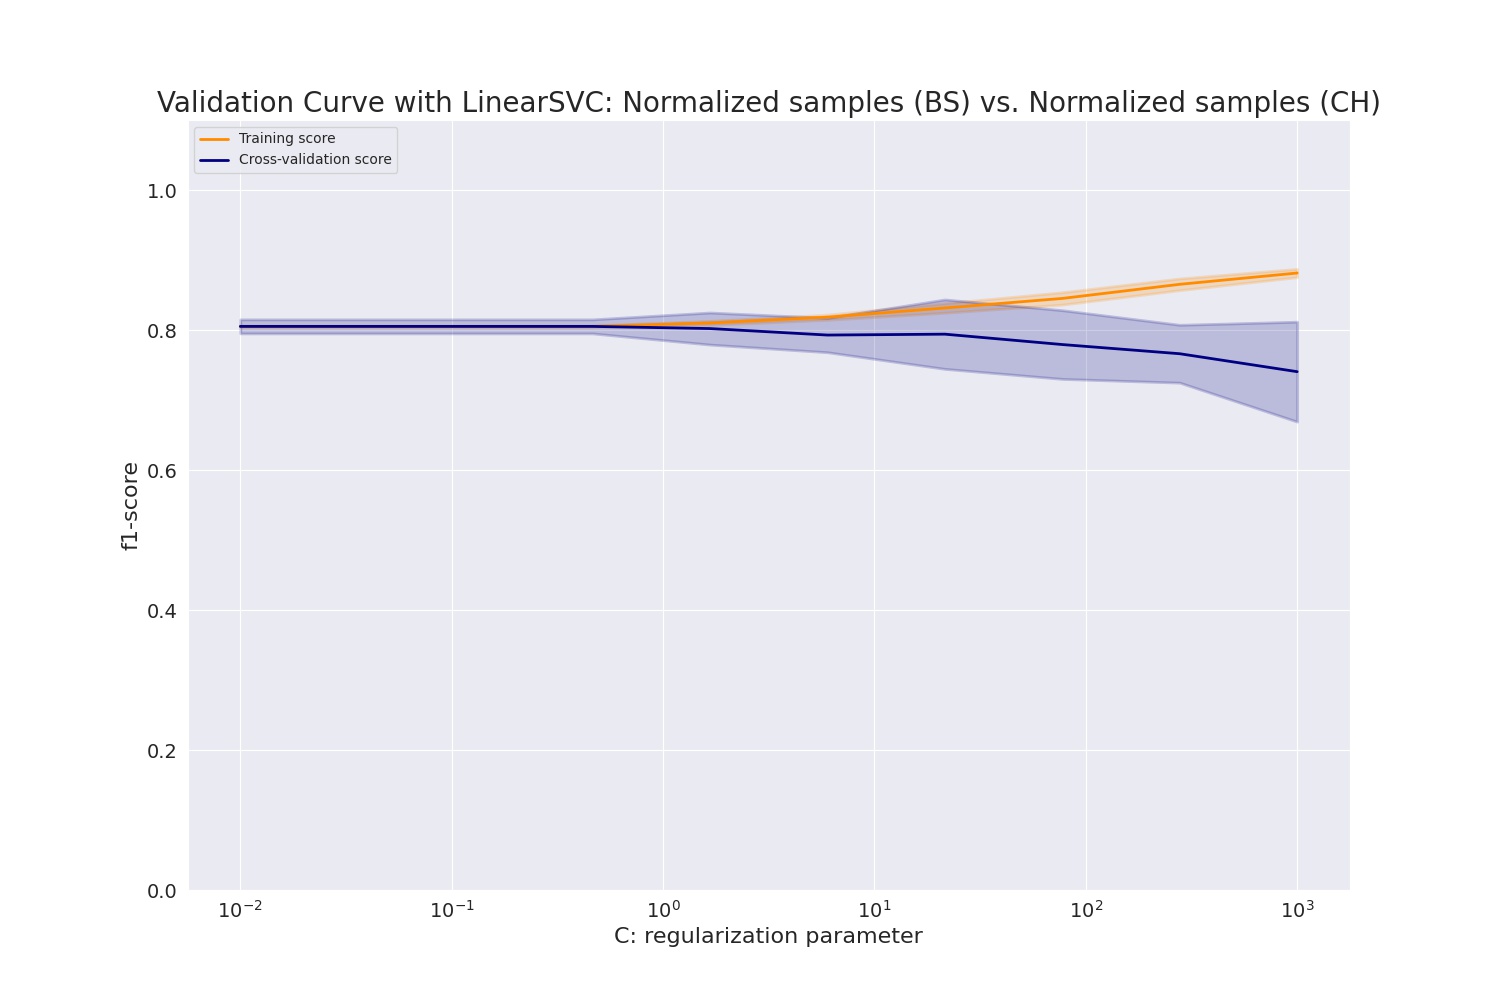 Validation Curve with LinearSVC: Normalized samples (BS) vs. Normalized samples (CH)
Training score
Cross-validation score
1.0
0.8
0.6
0.4
0.2
0.0
f1-score
10⁻² 10⁻¹ 10⁰ 10¹ 10² 10³
C: regularization parameter